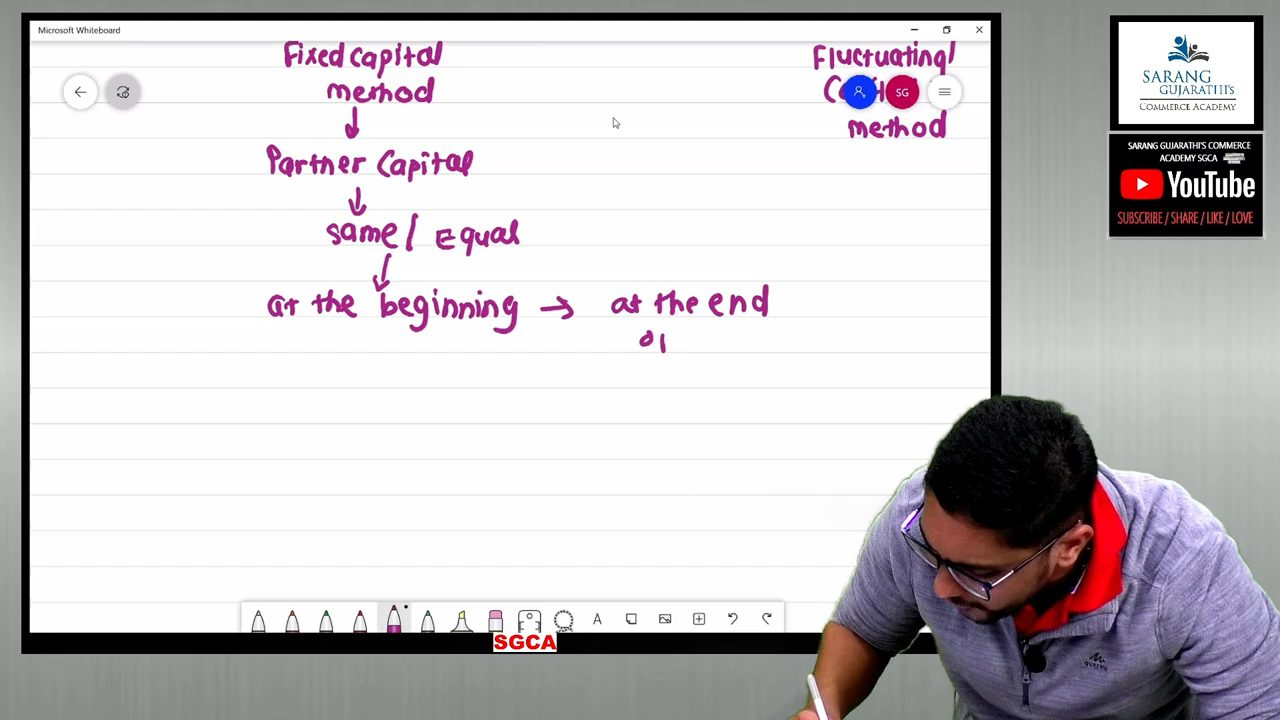 Microsoft Whiteboard
Fixed capital
method
Partner Capital
same / Equal
at the beginning → at the end
Fluctuating
method
SG
SARANG
GUJARATHI'S
COMMERCE ACADEMY
SARANG GUJARATHI'S COMMERCE
ACADEMY SGCA
YouTube
SUBSCRIBE / SHARE / LIKE / LOVE
SGCA